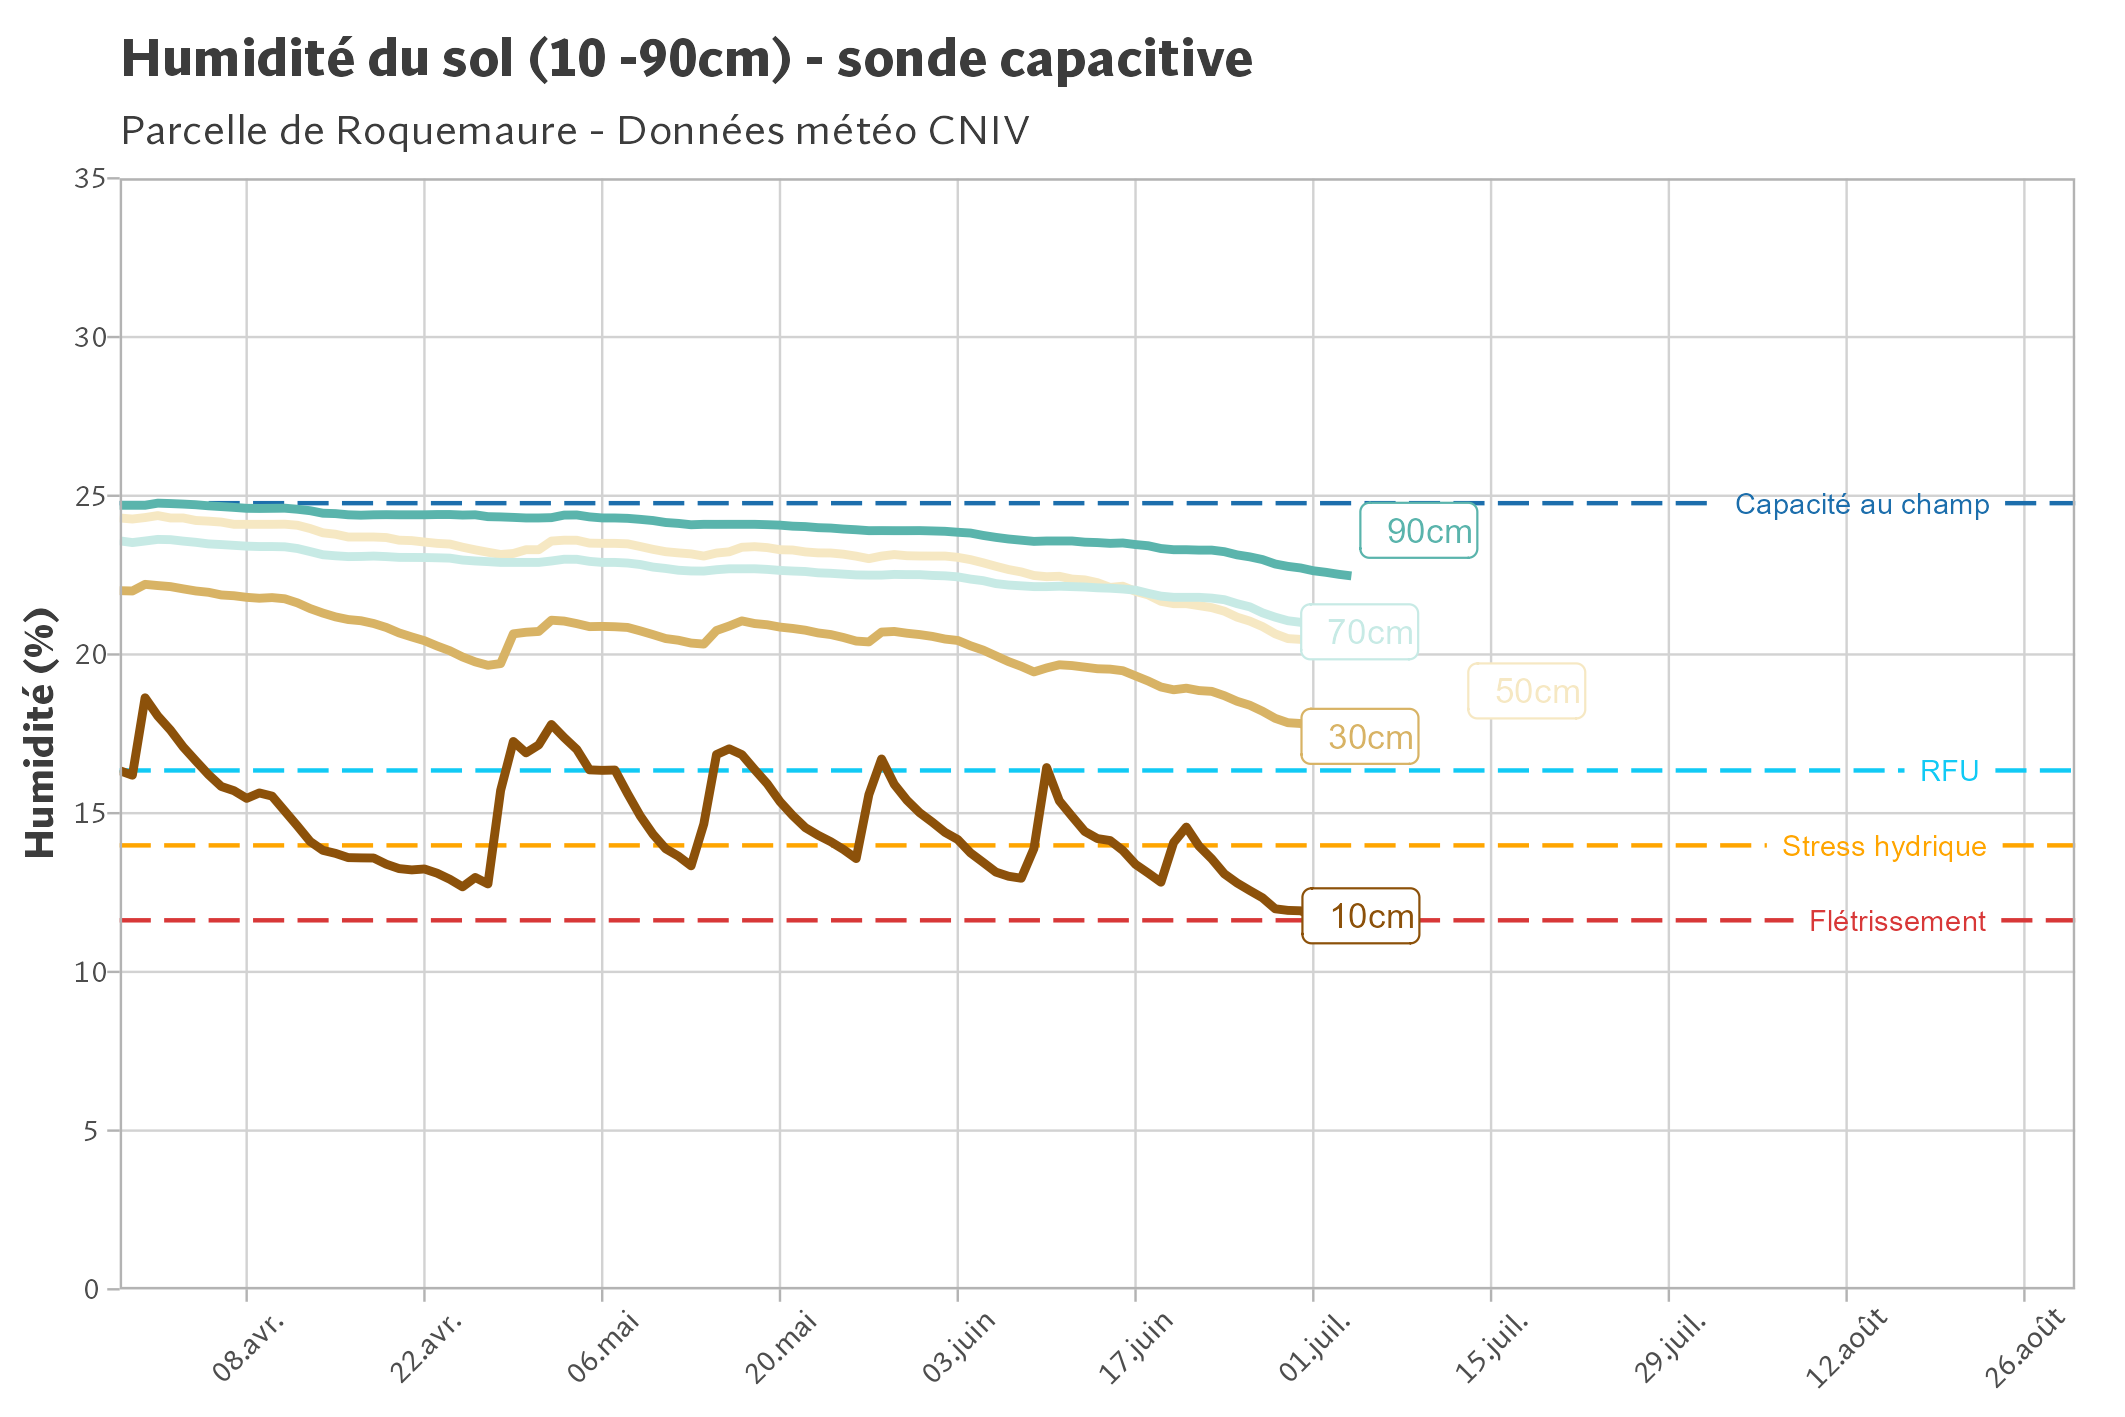 Humidité du sol (10 -90cm) - sonde capacitive
Parcelle de Roquemaure - Données météo CNIV
Humidité (%)
35
30
25
20
15
10
5
0
Capacité au champ
90cm
70cm
50cm
30cm
RFU
Stress hydrique
10cm
Flétrissement
08.avr.
22.avr.
06.mai
20.mai
03.juin
17.juin
01.juil.
15.juil.
29.juil.
12.août
26.août